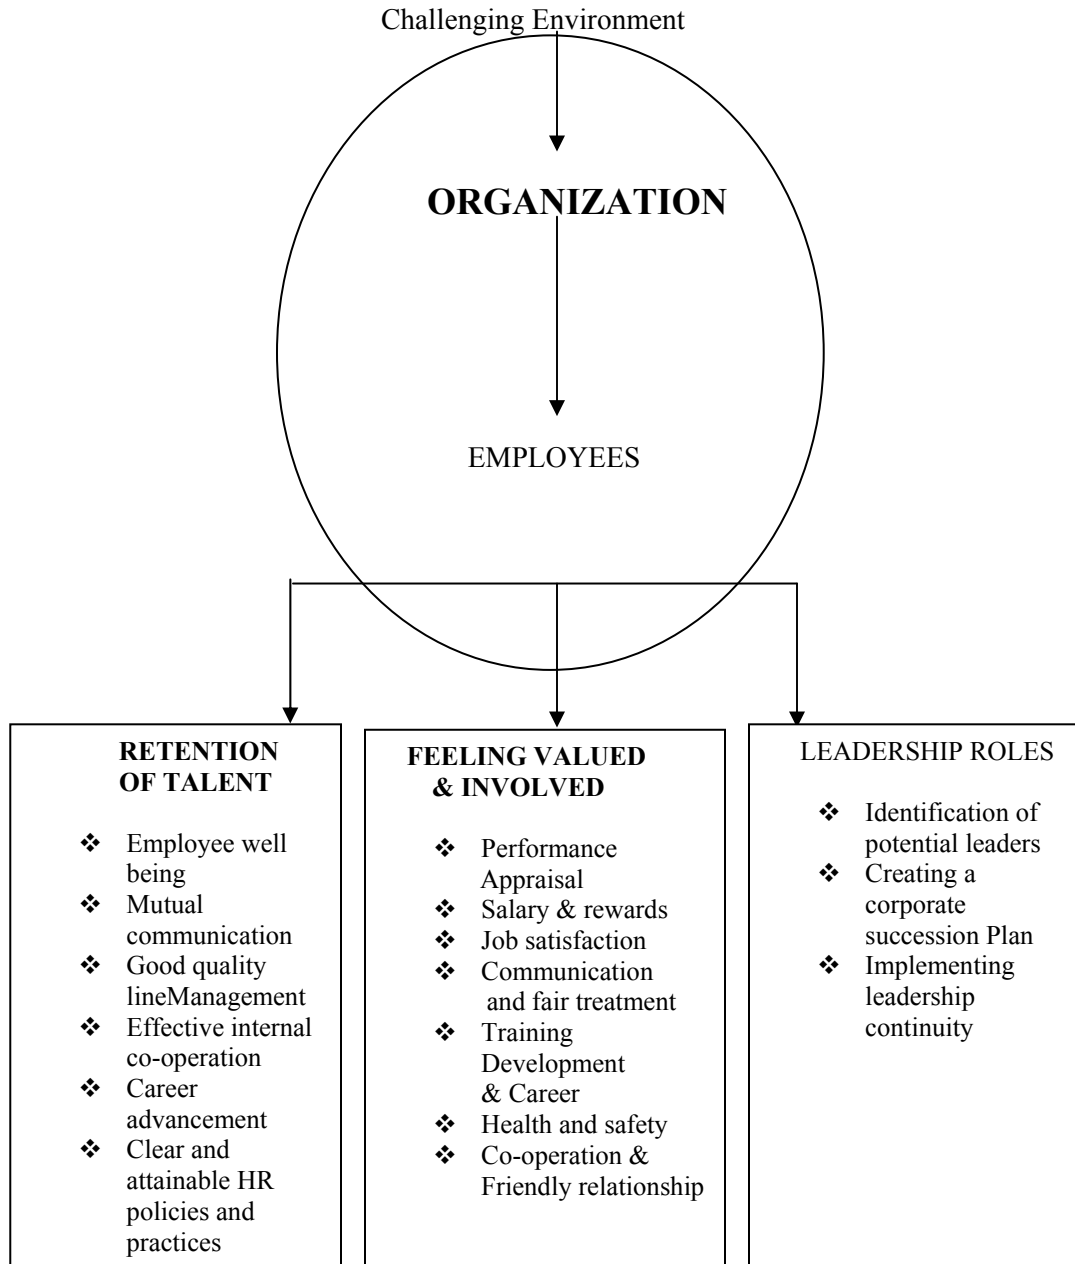 Challenging Environment
ORGANIZATION
EMPLOYEES
RETENTION
OF TALENT
❖ Employee well
being
❖ Mutual
communication
❖ Good quality
lineManagement
❖ Effective internal
co-operation
❖ Career
advancement
❖ Clear and
attainable HR
policies and
practices
FEELING VALUED
& INVOLVED
❖ Performance
Appraisal
❖ Salary & rewards
❖ Job satisfaction
❖ Communication
and fair treatment
❖ Training
Development
& Career
❖ Health and safety
❖ Co-operation &
Friendly relationship
LEADERSHIP ROLES
❖ Identification of
potential leaders
❖ Creating a
corporate
succession Plan
❖ Implementing
leadership
continuity